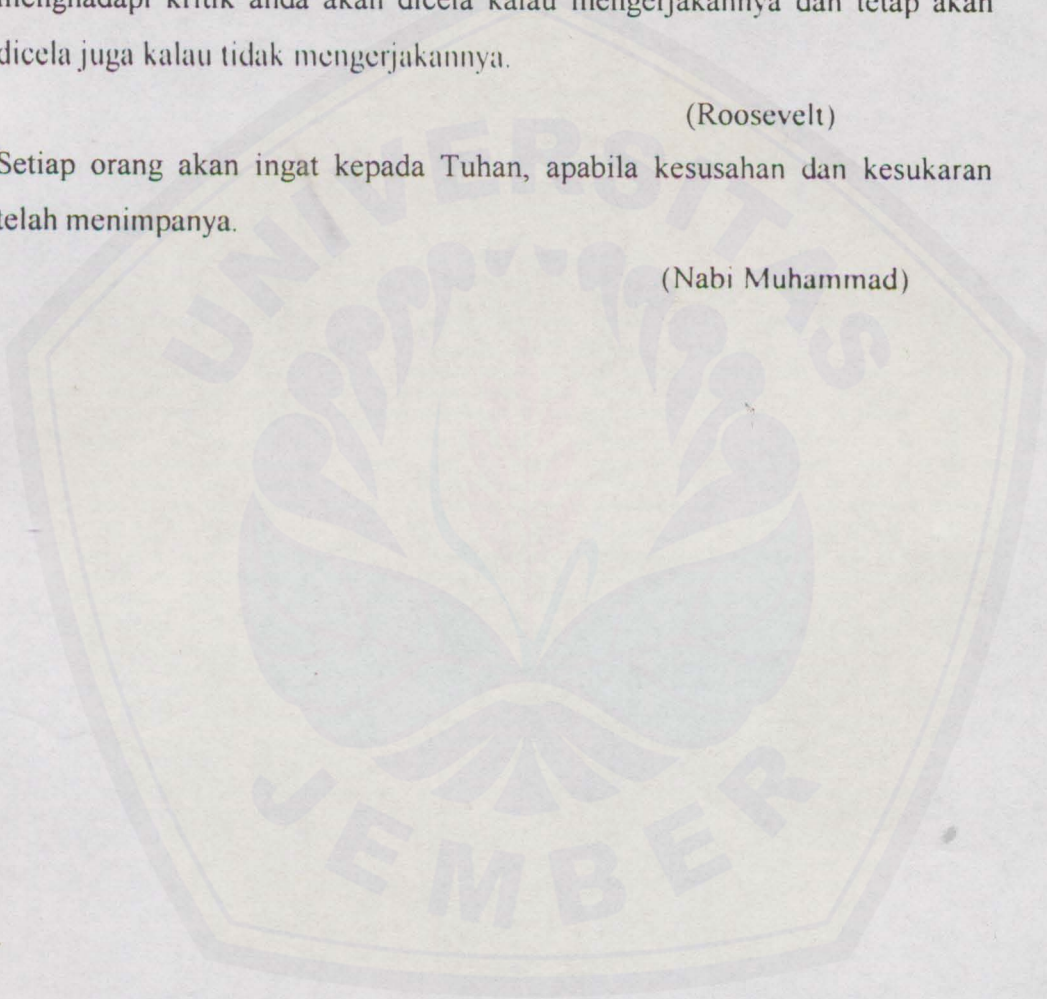 menghadapi kritik anda akan dicela kalau mengerjakannya dan tetap akan
dicela juga kalau tidak mengerjakannya.
(Roosevelt)
Setiap orang akan ingat kepada Tuhan, apabila kesusahan dan kesukaran
telah menimpanya.
(Nabi Muhammad)
UNIVERSITAS
JEMBER